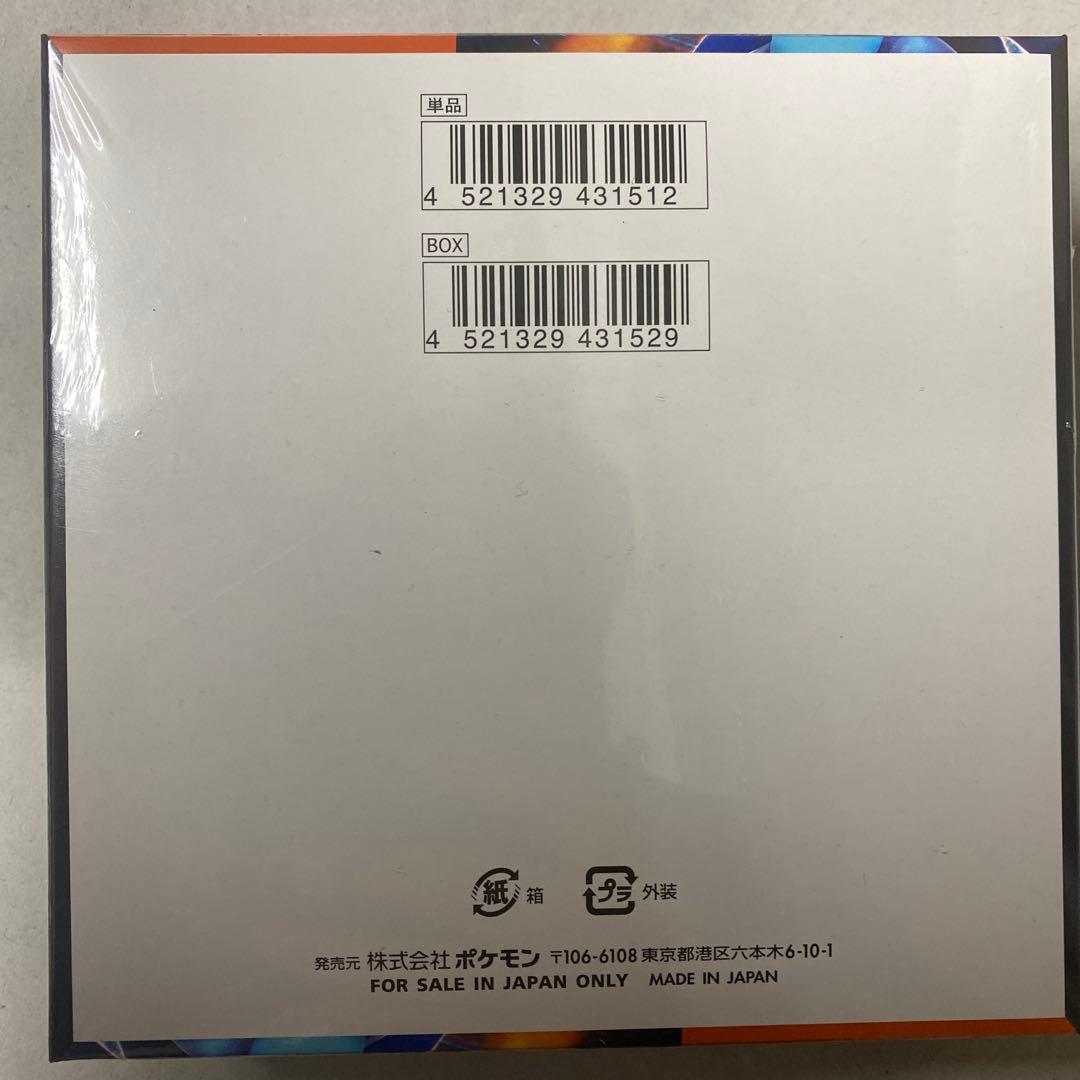 単品
4 521329 431512
BOX
4 521329 431529
紙 箱 プラ 外装
発売元 株式会社 ポケモン 〒106-6108 東京都港区六本木6-10-1
FOR SALE IN JAPAN ONLY MADE IN JAPAN